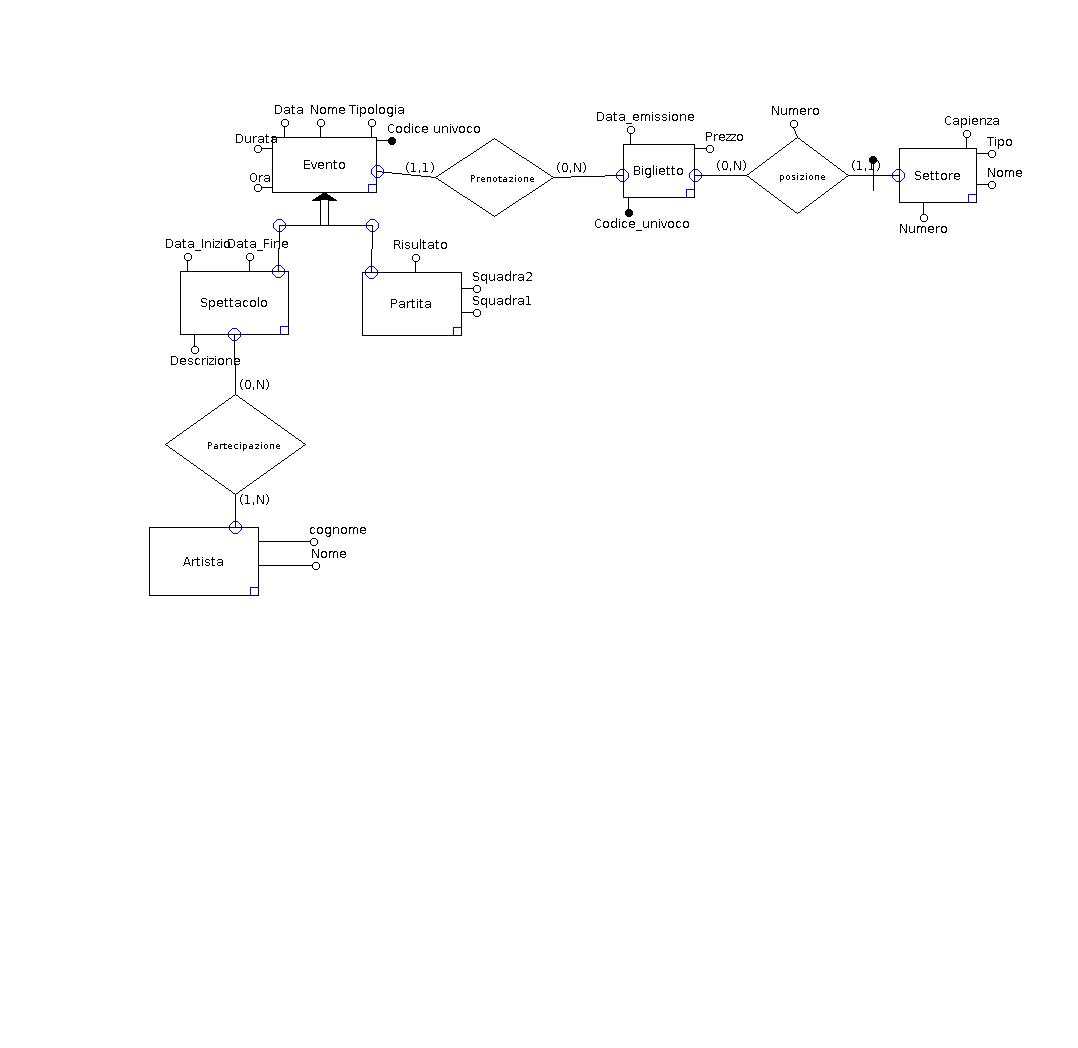 Data Nome Tipologia
Codice univoco
Durata
Evento
Ora
(1,1)
Prenotazione
(0,N)
Data_emissione
Prezzo
Biglietto
Codice_univoco
(0,N)
Numero
posizione
(1,1)
Capienza
Tipo
Settore
Nome
Numero
Data_Inizio
Data_Fine
Spettacolo
Descrizione
Risultato
Squadra2
Squadra1
Partita
(0,N)
Partecipazione
(1,N)
cognome
Nome
Artista